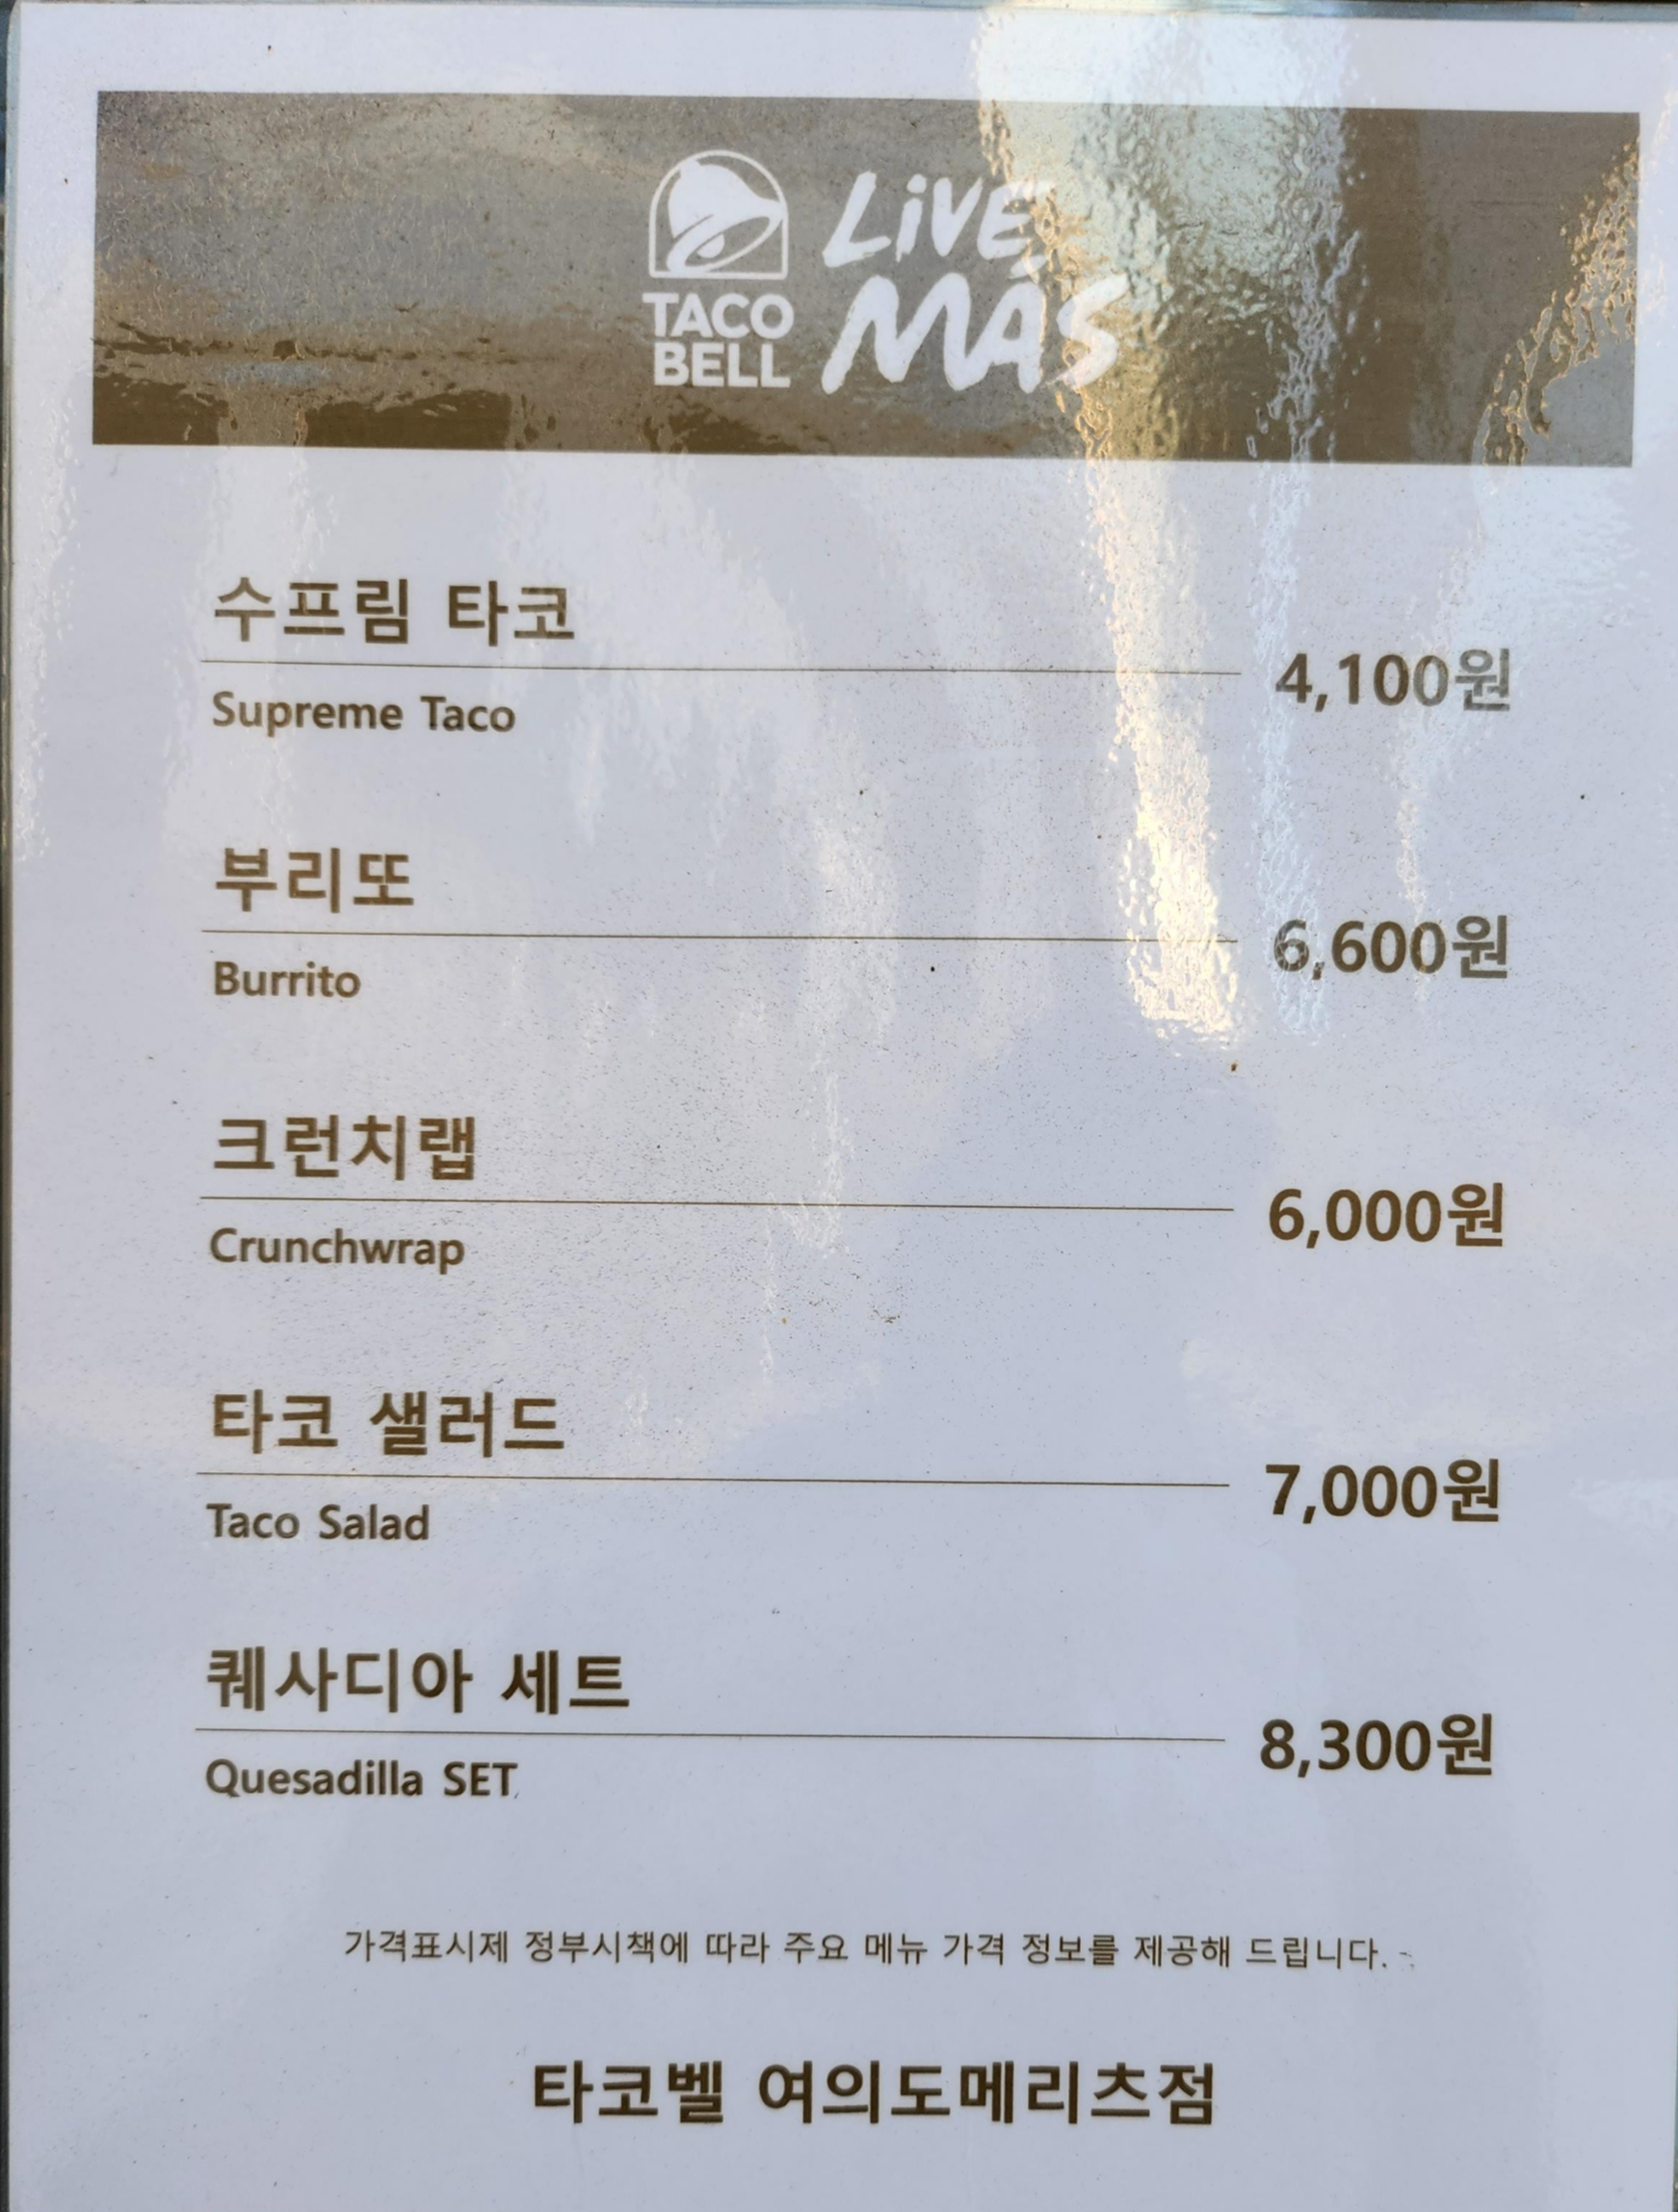 TACO
BELL
LiVE
MÁS
수프림 타코
4,100원
Supreme Taco
부리또
6,600원
Burrito
크런치랩
6,000원
Crunchwrap
타코 샐러드
7,000원
Taco Salad
퀘사디아 세트
8,300원
Quesadilla SET
가격표시제 정부시책에 따라 주요 메뉴 가격 정보를 제공해 드립니다.
타코벨 여의도메리츠점